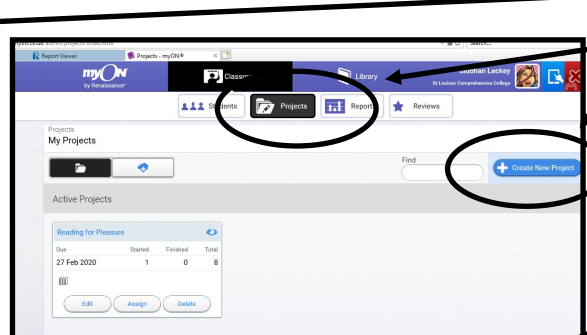 Report Viewer
Projects - myON®
Search...
myON
by Renaissance®
Library
Leckey
St Louises Comprehensive College
Students
Projects
Reviews
Projects
My Projects
Find
Create New Project
Active Projects
Reading for Pleasure
Due Started Finished Total
27 Feb 2020 1 0 8
Edit Assign Delete